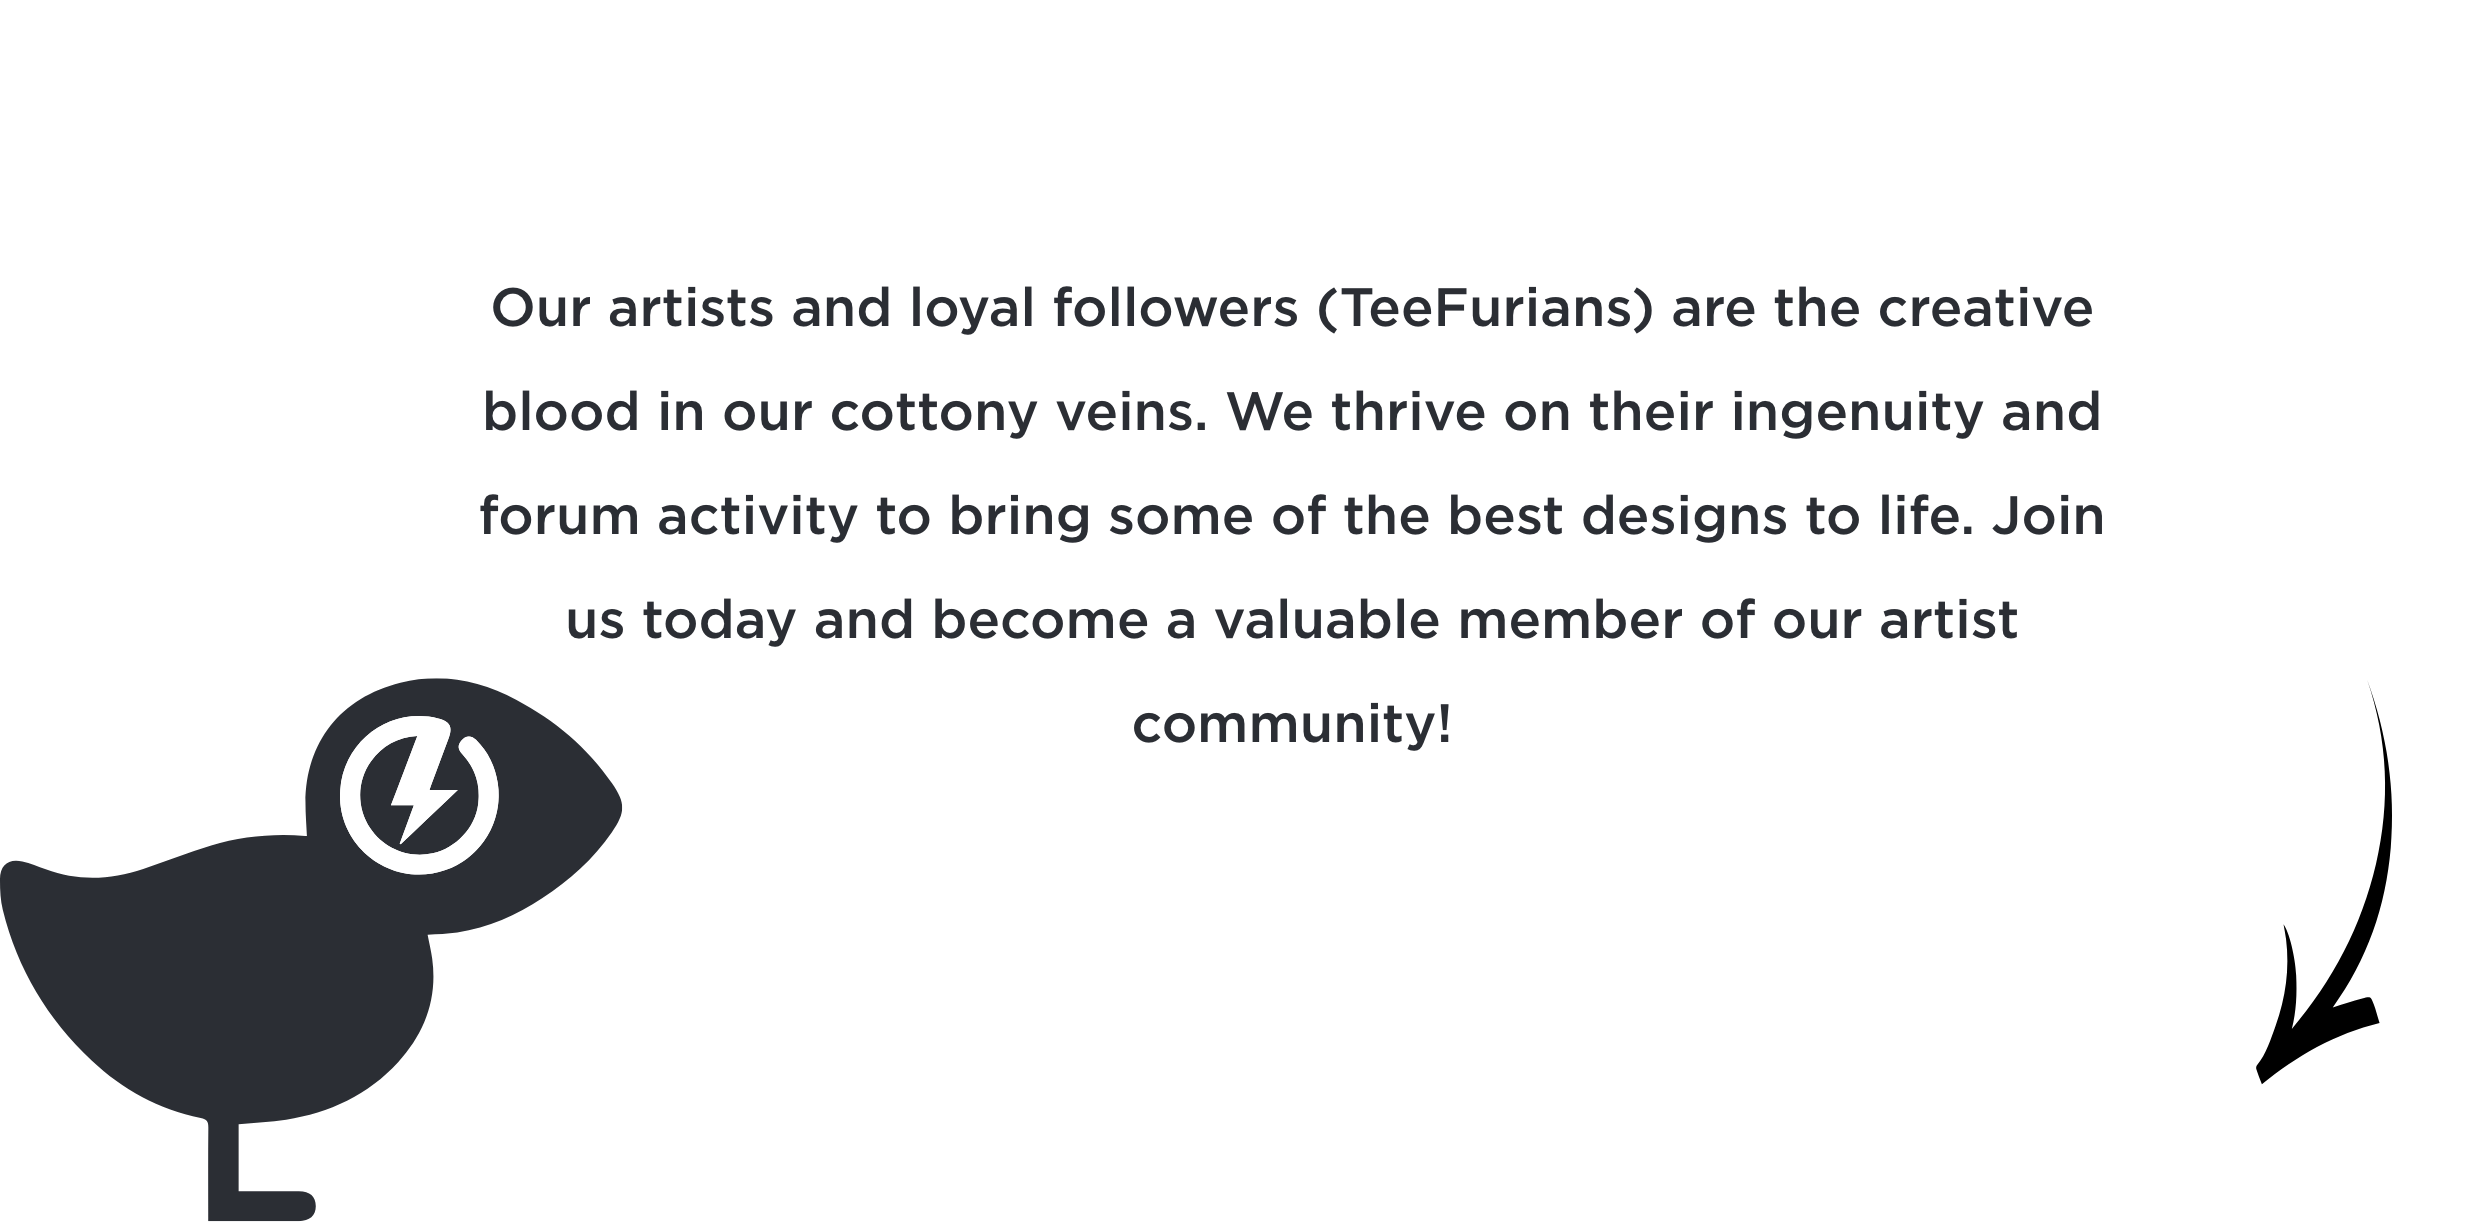 Our artists and loyal followers (TeeFurians) are the creative
blood in our cottony veins. We thrive on their ingenuity and
forum activity to bring some of the best designs to life. Join
us today and become a valuable member of our artist
community!